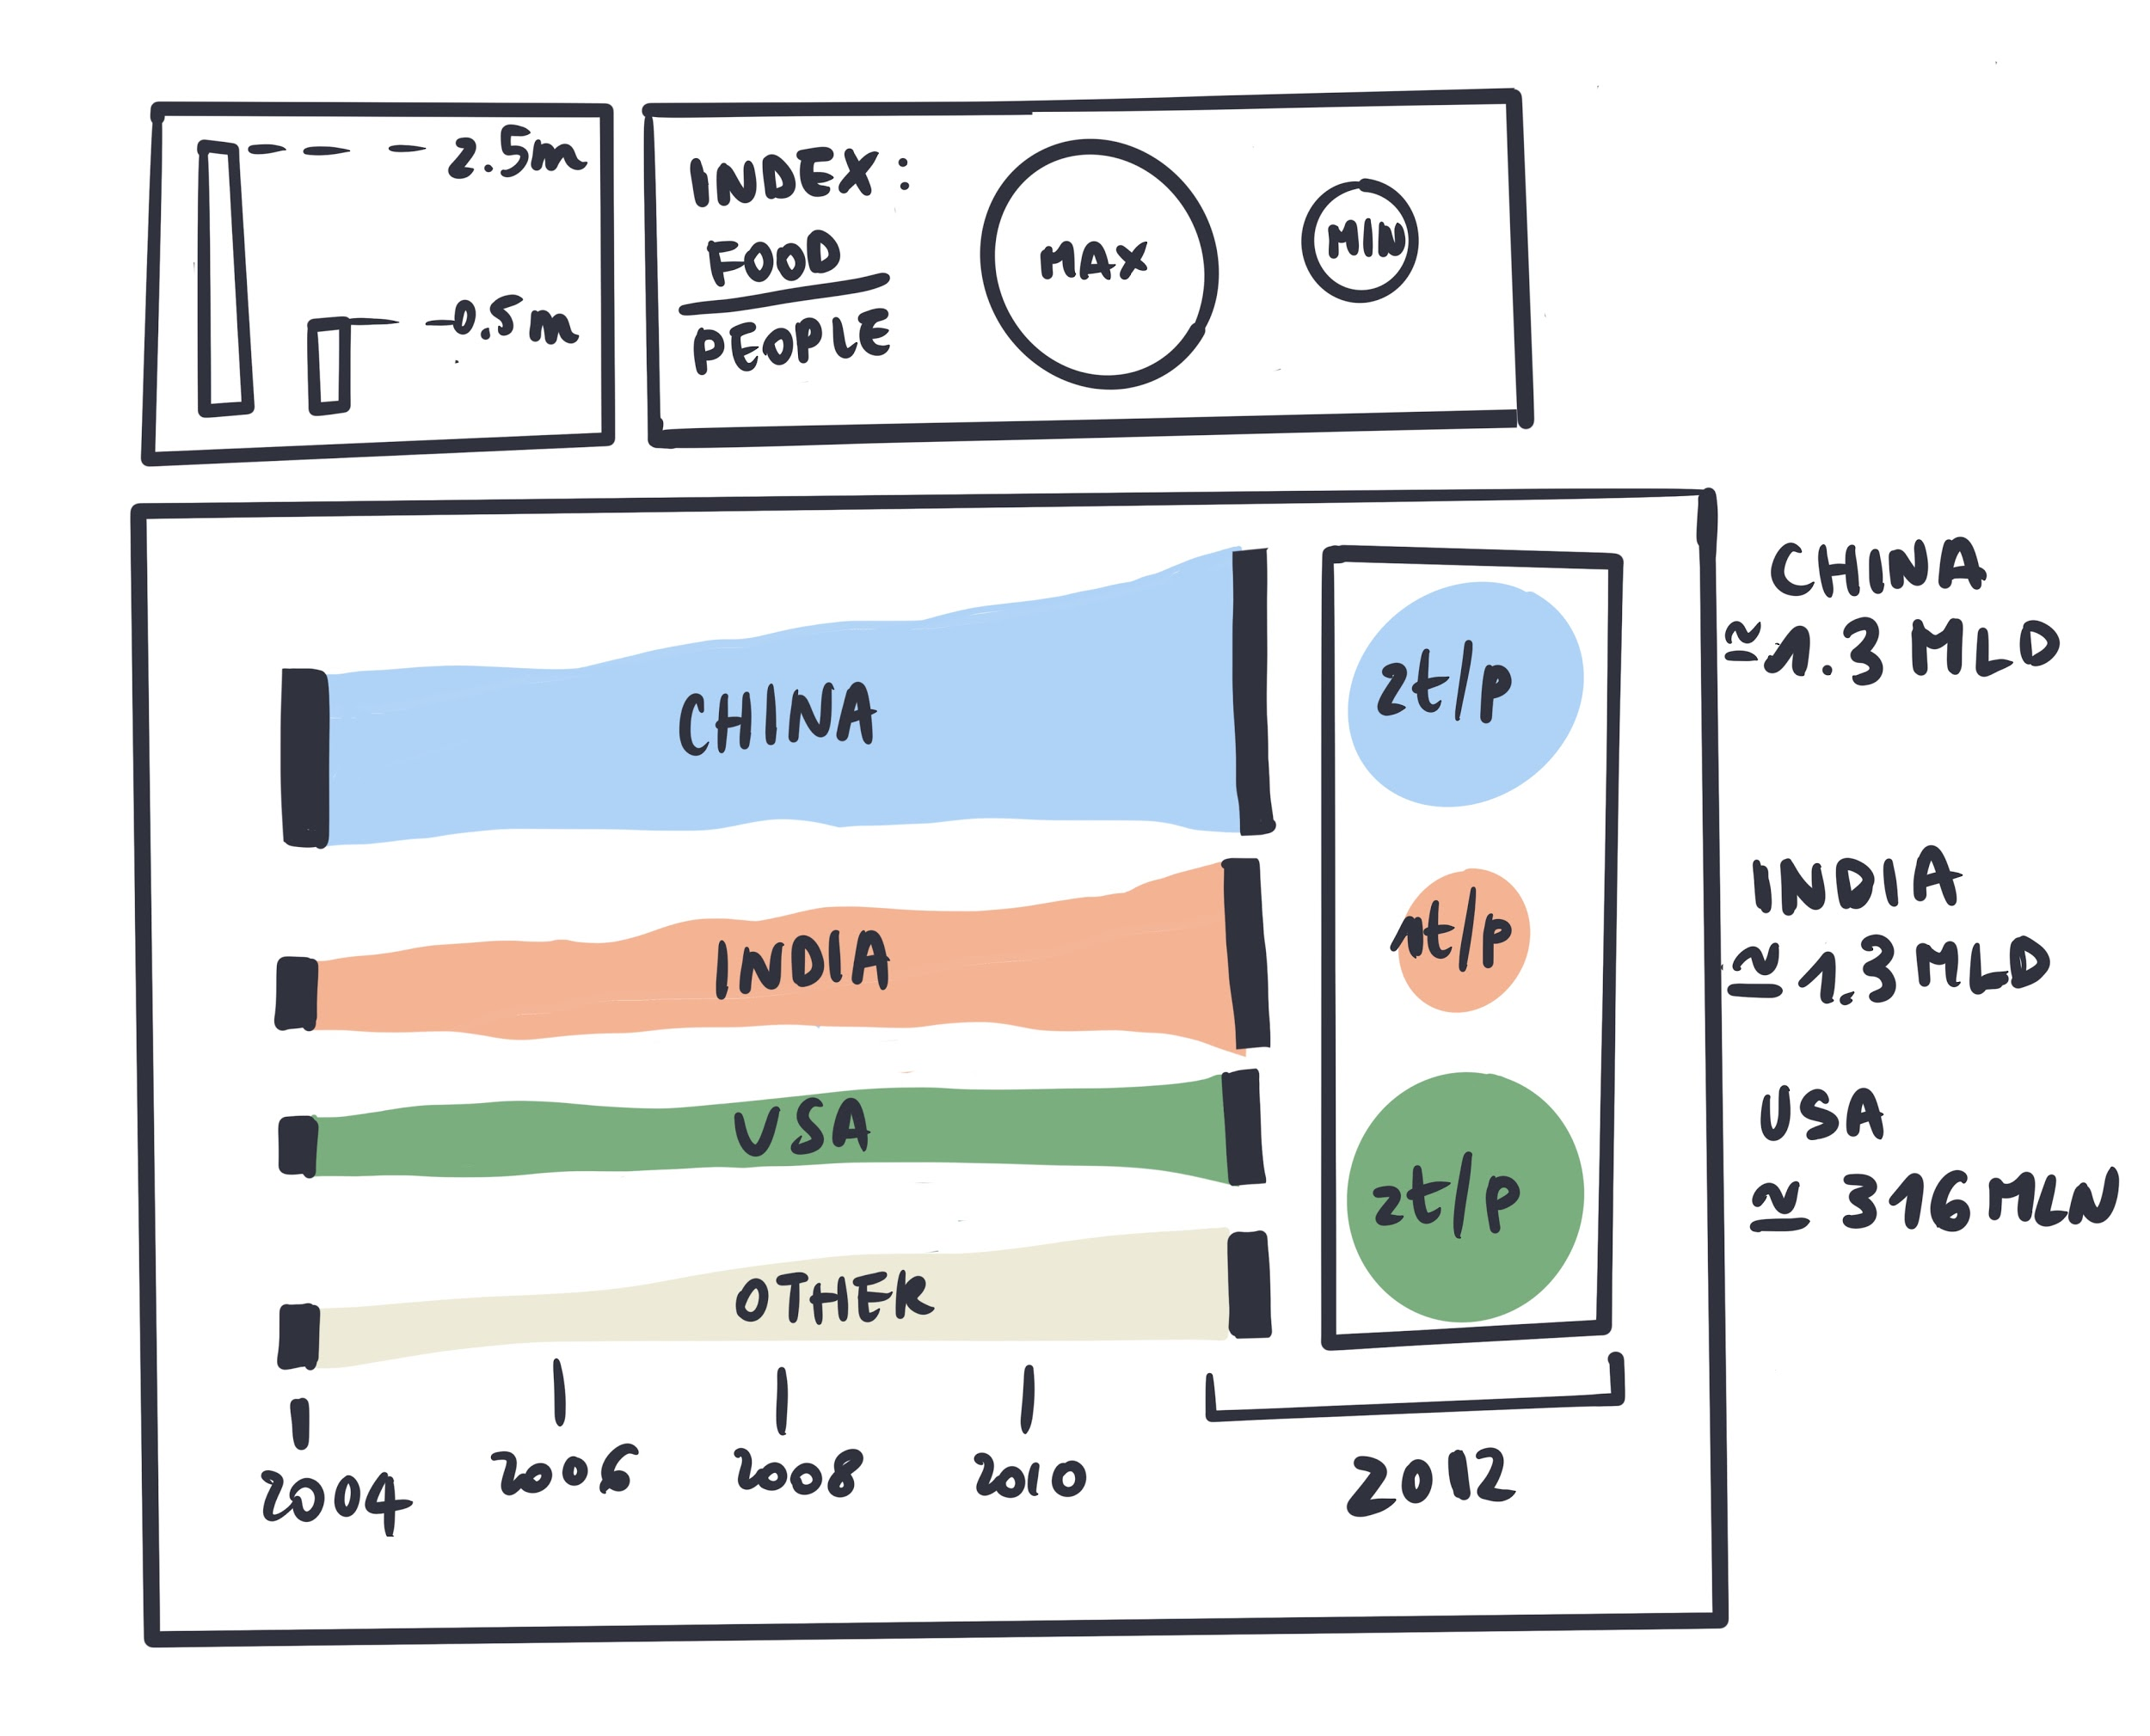 2.5m
0.5m
INDEX:
FOOD
PEOPLE
MAX
MIN
CHINA
2t/p
CHINA
≃1.3 MLD
INDIA
1t/p
INDIA
≃ 1,3 MLD
USA
2t/p
USA
≃ 316 MLN
OTHER
2004
2006
2008
2010
2012